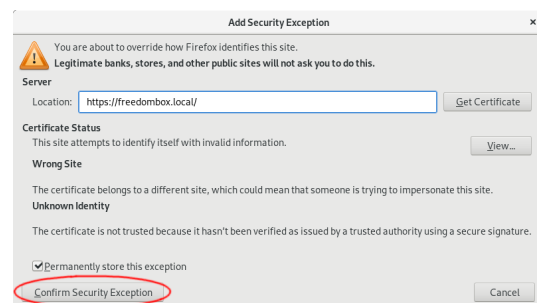 Add Security Exception ×
You are about to override how Firefox identifies this site.
Legitimate banks, stores, and other public sites will not ask you to do this.
Server
Location: https://freedombox.local/ Get Certificate
Certificate Status
This site attempts to identify itself with invalid information.
View...
Wrong Site
The certificate belongs to a different site, which could mean that someone is trying to impersonate this site.
Unknown Identity
The certificate is not trusted because it hasn't been verified as issued by a trusted authority using a secure signature.
Permanently store this exception
Confirm Security Exception Cancel